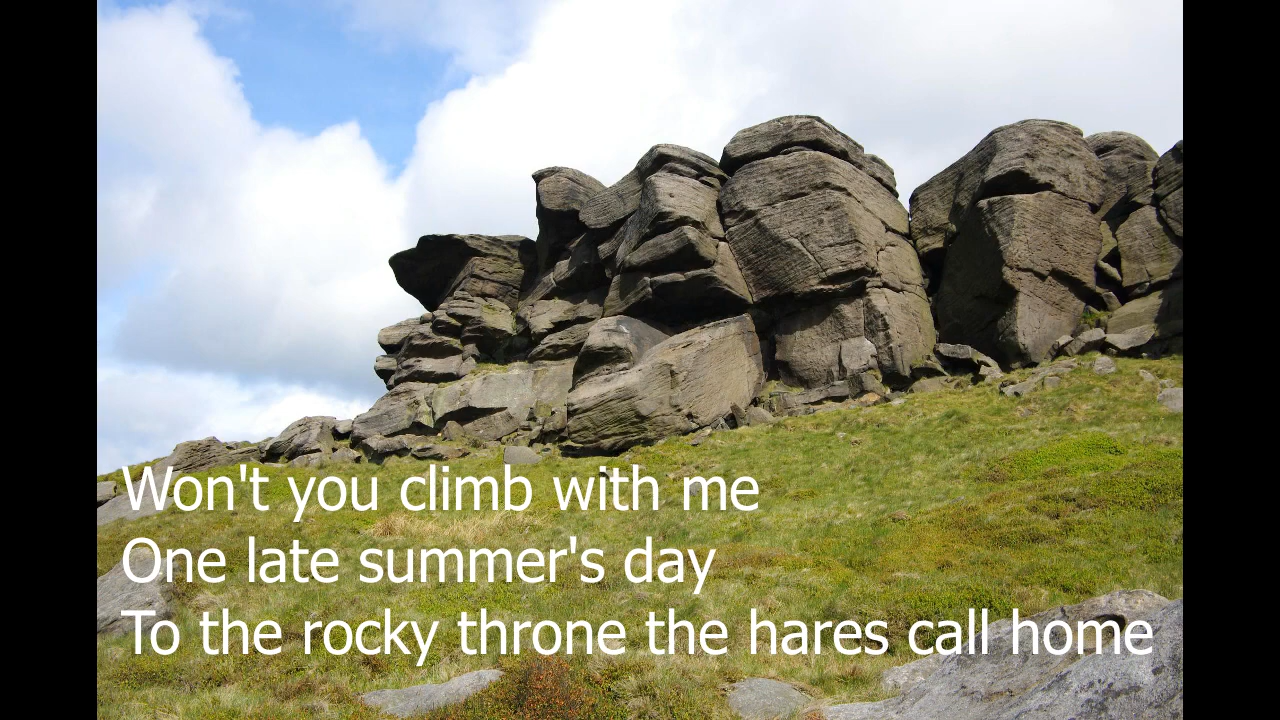 Won't you climb with me
One late summer's day
To the rocky throne the hares call home